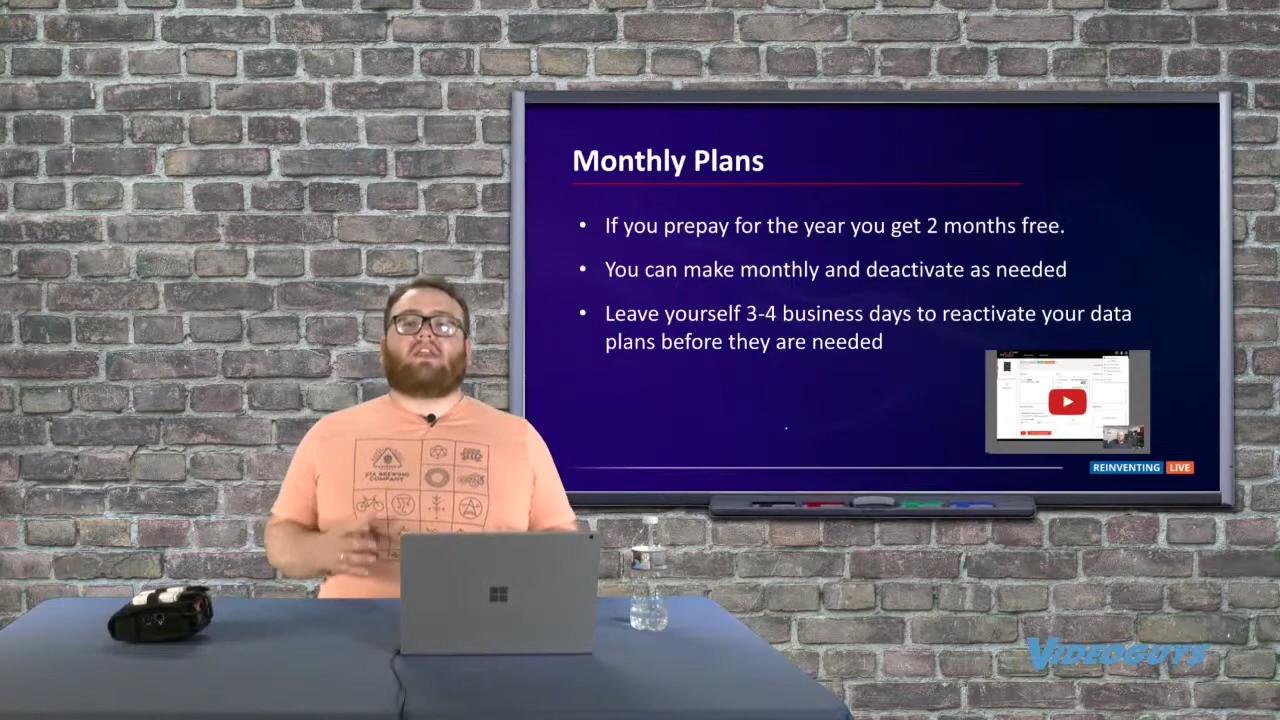 Monthly Plans
• If you prepay for the year you get 2 months free.
• You can make monthly and deactivate as needed
• Leave yourself 3-4 business days to reactivate your data
plans before they are needed
REINVENTING LIVE
BREWING
COMPANY
VIDEOGUYS